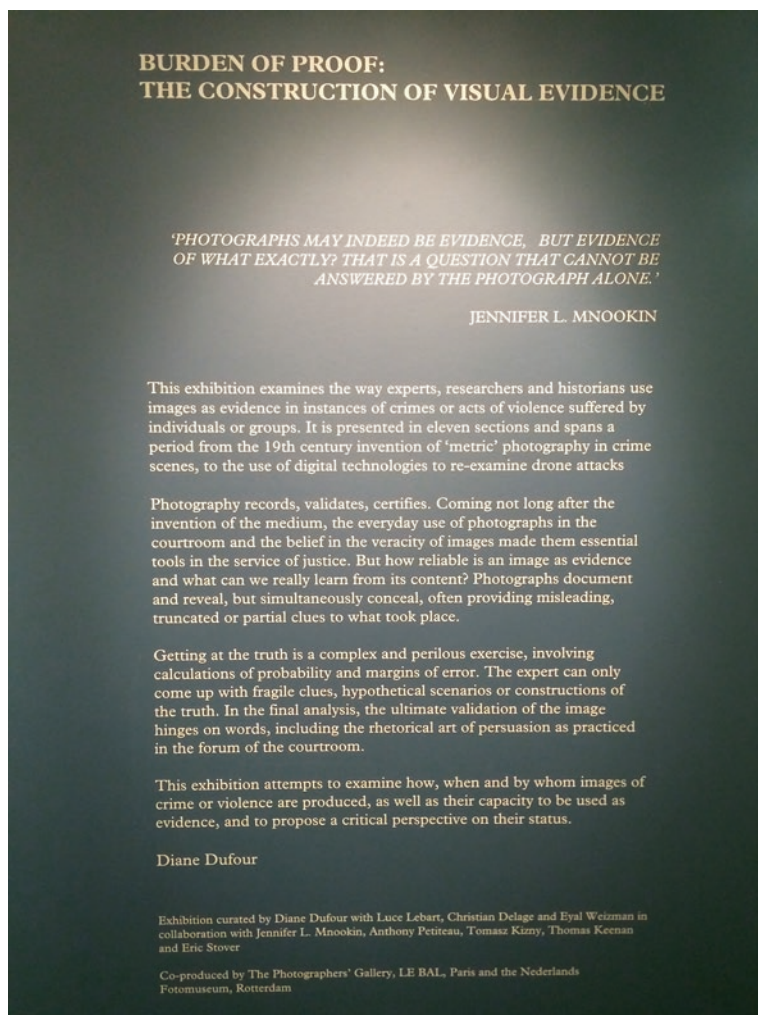 BURDEN OF PROOF:
THE CONSTRUCTION OF VISUAL EVIDENCE
‘PHOTOGRAPHS MAY INDEED BE EVIDENCE, BUT EVIDENCE
OF WHAT EXACTLY? THAT IS A QUESTION THAT CANNOT BE
ANSWERED BY THE PHOTOGRAPH ALONE.’
JENNIFER L. MNOOKIN
This exhibition examines the way experts, researchers and historians use
images as evidence in instances of crimes or acts of violence suffered by
individuals or groups. It is presented in eleven sections and spans a
period from the 19th century invention of ‘metric’ photography in crime
scenes, to the use of digital technologies to re-examine drone attacks
Photography records, validates, certifies. Coming not long after the
invention of the medium, the everyday use of photographs in the
courtroom and the belief in the veracity of images made them essential
tools in the service of justice. But how reliable is an image as evidence
and what can we really learn from its content? Photographs document
and reveal, but simultaneously conceal, often providing misleading,
truncated or partial clues to what took place.
Getting at the truth is a complex and perilous exercise, involving
calculations of probability and margins of error. The expert can only
come up with fragile clues, hypothetical scenarios or constructions of
the truth. In the final analysis, the ultimate validation of the image
hinges on words, including the rhetorical art of persuasion as practiced
in the forum of the courtroom.
This exhibition attempts to examine how, when and by whom images of
crime or violence are produced, as well as their capacity to be used as
evidence, and to propose a critical perspective on their status.
Diane Dufour
Exhibition curated by Diane Dufour with Luce Lebart, Christian Delage and Eyal Weizman in
collaboration with Jennifer L. Mnookin, Anthony Petiteau, Tomasz Kizny, Thomas Keenan
and Eric Stover
Co-produced by The Photographers’ Gallery, LE BAL, Paris and the Nederlands
Fotomuseum, Rotterdam